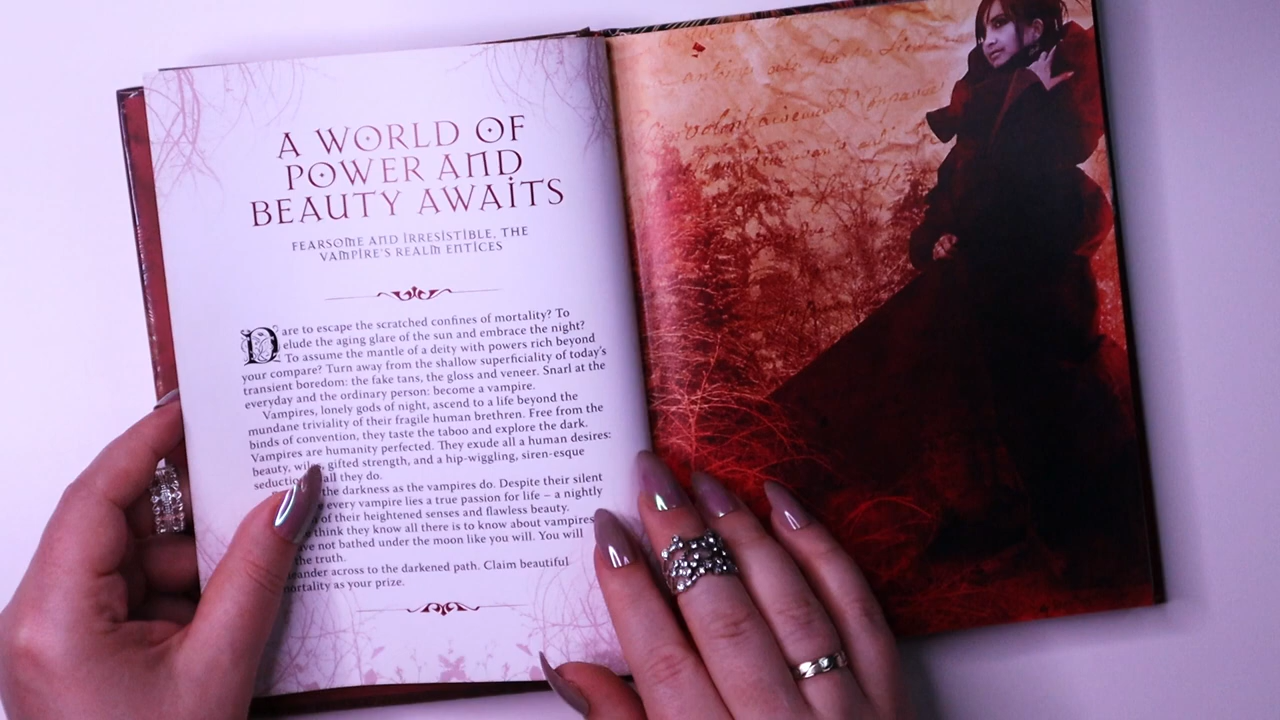 A WORLD OF
POWER AND
BEAUTY AWAITS
FEARSOME AND IRRESISTIBLE, THE
VAMPIRE'S REALM ENTICES
Dare to escape the scratched confines of mortality? To
elude the aging glare of the sun and embrace the night?
To assume the mantle of a deity with powers rich beyond
your compare? Turn away from the shallow superficiality of today's
transient boredom: the fake tans, the gloss and veneer. Snarl at the
everyday and the ordinary person: become a vampire.
Vampires, lonely gods of night, ascend to a life beyond the
mundane triviality of their fragile human brethren. Free from the
binds of convention, they taste the taboo and explore the dark.
Vampires are humanity perfected. They exude all a human desires:
beauty, gifted strength, and a hip-wiggling, siren-esque
all they do.
the darkness as the vampires do. Despite their silent
every vampire lies a true passion for life – a nightly
of their heightened senses and flawless beauty.
think they know all there is to know about vampires
not bathed under the moon like you will. You will
the truth.
across to the darkened path. Claim beautiful
as your prize.